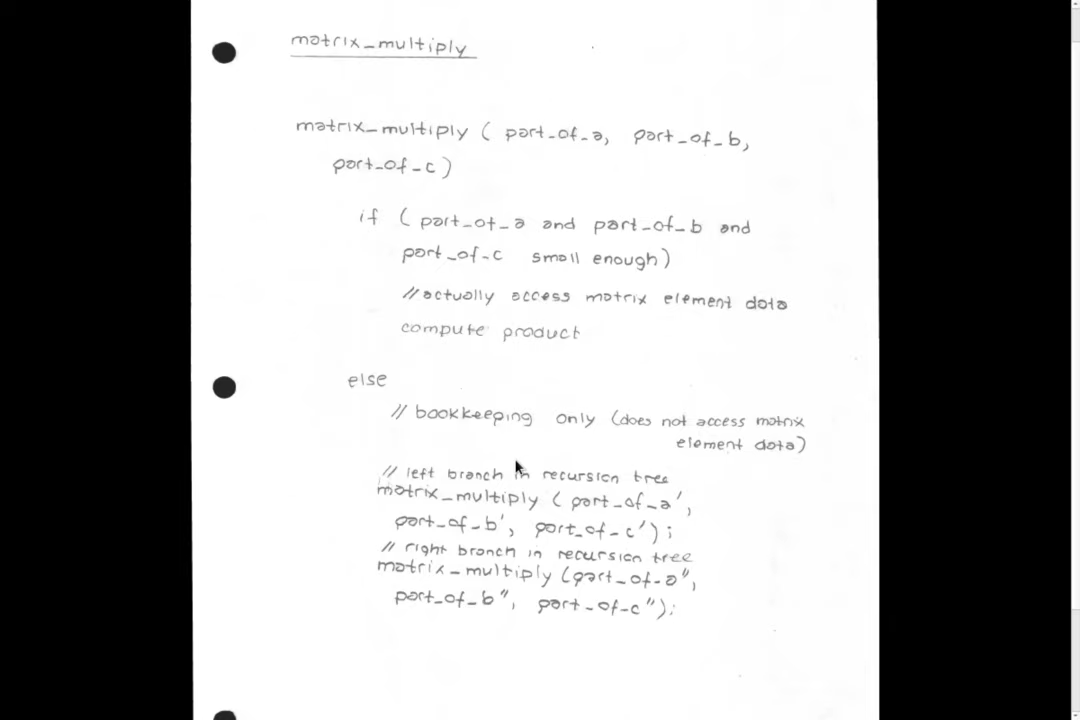 matrix_multiply
matrix_multiply ( part_of_a, part_of_b,
part_of_c )
if ( part_of_a and part_of_b and
part_of_c small enough )
// actually access matrix element data
compute product
else
// bookkeeping only (does not access matrix
element data)
// left branch in recursion tree
matrix_multiply ( part_of_a',
part_of_b', part_of_c' );
// right branch in recursion tree
matrix_multiply (part_of_a",
part_of_b", part_of_c");